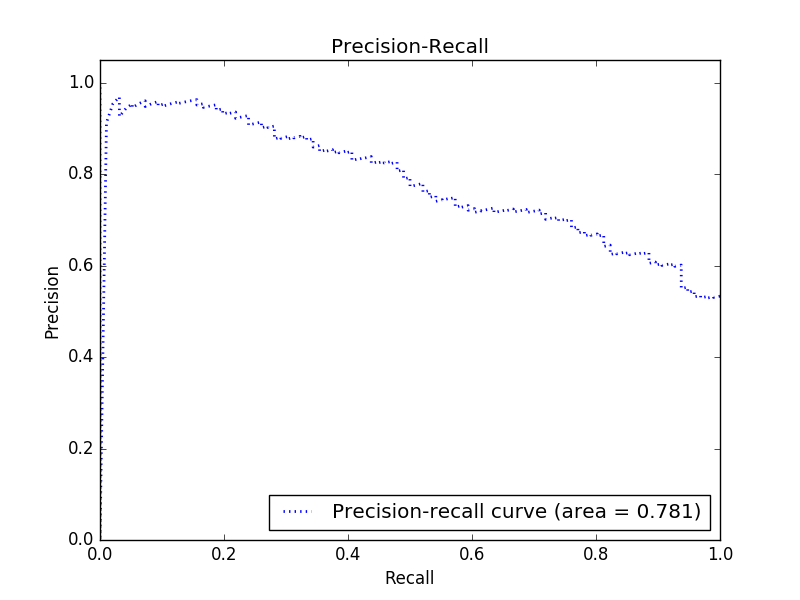 Precision-Recall
1.0
0.8
0.6
0.4
0.2
0.0
Precision
0.0 0.2 0.4 0.6 0.8 1.0
Recall
Precision-recall curve (area = 0.781)